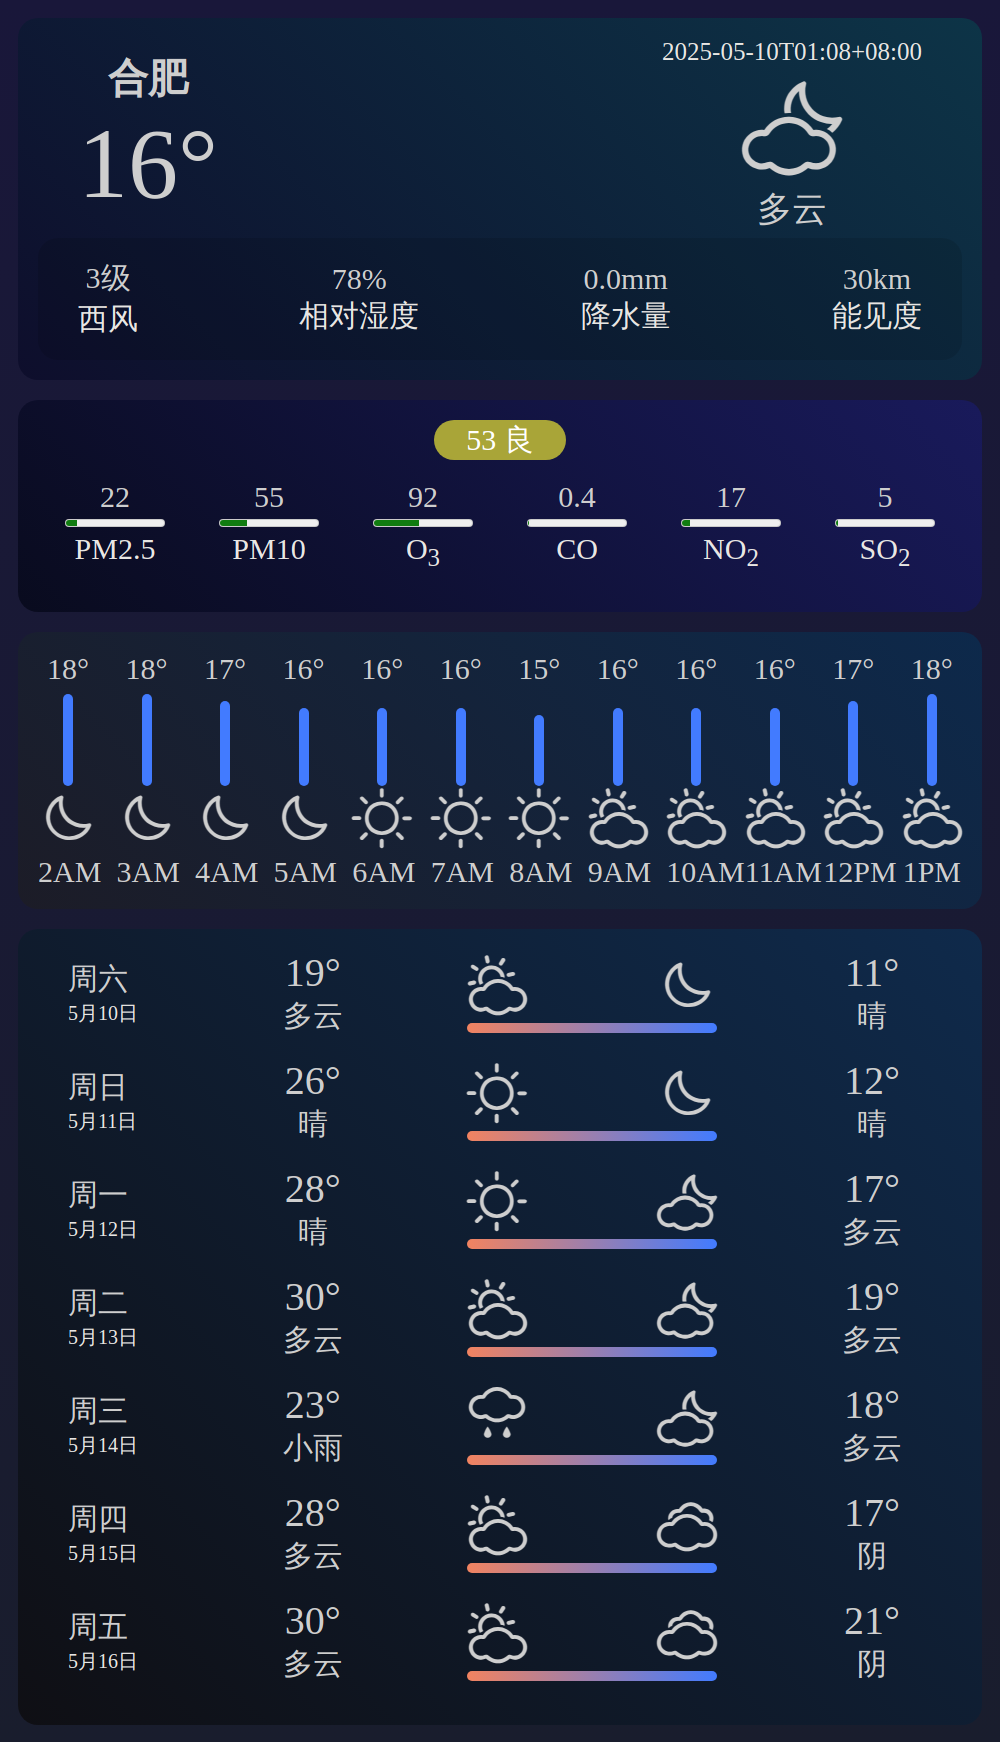 合肥
16°
2025-05-10T01:08+08:00
多云
3级 78% 0.0mm 30km
西风 相对湿度 降水量 能见度
53 良
22 55 92 0.4 17 5
PM2.5 PM10 O3 CO NO2 SO2
18° 18° 17° 16° 16° 16° 15° 16° 16° 16° 17° 18°
2AM 3AM 4AM 5AM 6AM 7AM 8AM 9AM 10AM 11AM 12PM 1PM
周六 19° 11°
5月10日 多云 晴
周日 26° 12°
5月11日 晴 晴
周一 28° 17°
5月12日 晴 多云
周二 30° 19°
5月13日 多云 多云
周三 23° 18°
5月14日 小雨 多云
周四 28° 17°
5月15日 多云 阴
周五 30° 21°
5月16日 多云 阴